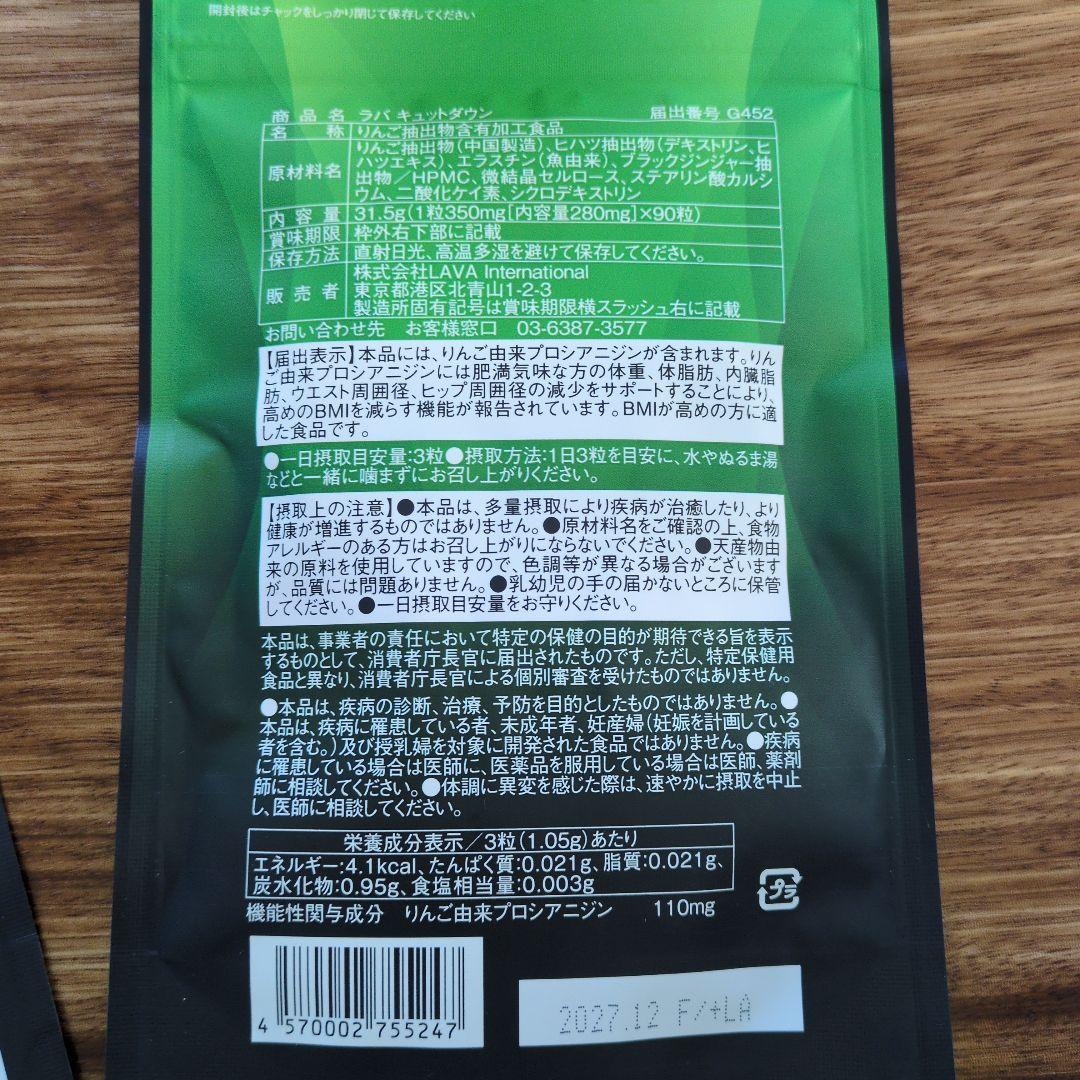 開封後はチャックをしっかり閉じて保存してください
商品名 ラバ キュットダウン 届出番号 G452
名称 りんご抽出物含有加工食品
原材料名 りんご抽出物(中国製造)、ヒハツ抽出物(デキストリン、ヒ
ハツエキス)、エラスチン(魚由来)、ブラックジンジャー抽
出物/HPMC、微結晶セルロース、ステアリン酸カルシ
ウム、二酸化ケイ素、シクロデキストリン
内容量 31.5g(1粒350mg[内容量280mg]×90粒)
賞味期限 枠外右下部に記載
保存方法 直射日光、高温多湿を避けて保存してください。
販売者 株式会社LAVA International
東京都港区北青山1-2-3
製造所固有記号は賞味期限横スラッシュ右に記載
お問い合わせ先 お客様窓口 03-6387-3577
【届出表示】本品には、りんご由来プロシアニジンが含まれます。りん
ご由来プロシアニジンには肥満気味な方の体重、体脂肪、内臓脂
肪、ウエスト周囲径、ヒップ周囲径の減少をサポートすることにより、
高めのBMIを減らす機能が報告されています。BMIが高めの方に適
した食品です。
●一日摂取目安量:3粒●摂取方法:1日3粒を目安に、水やぬるま湯
などと一緒に噛まずにお召し上がりください。
【摂取上の注意】●本品は、多量摂取により疾病が治癒したり、より
健康が増進するものではありません。●原材料名をご確認の上、食物
アレルギーのある方はお召し上がりにならないでください。●天産物由
来の原料を使用していますので、色調等が異なる場合がございます
が、品質には問題ありません。●乳幼児の手の届かないところに保管
してください。●一日摂取目安量をお守りください。
本品は、事業者の責任において特定の保健の目的が期待できる旨を表示
するものとして、消費者庁長官に届出されたものです。ただし、特定保健用
食品と異なり、消費者庁長官による個別審査を受けたものではありません。
●本品は、疾病の診断、治療、予防を目的としたものではありません。●
本品は、疾病に罹患している者、未成年者、妊産婦(妊娠を計画している
者を含む。)及び授乳婦を対象に開発された食品ではありません。●疾病
に罹患している場合は医師に、医薬品を服用している場合は医師、薬剤
師に相談してください。●体調に異変を感じた際は、速やかに摂取を中止
し、医師に相談してください。
栄養成分表示/3粒(1.05g)あたり
エネルギー:4.1kcal、たんぱく質:0.021g、脂質:0.021g、
炭水化物:0.95g、食塩相当量:0.003g
プラ
機能性関与成分 りんご由来プロシアニジン 110mg
4 570002 755247
2027.12 F/+LA